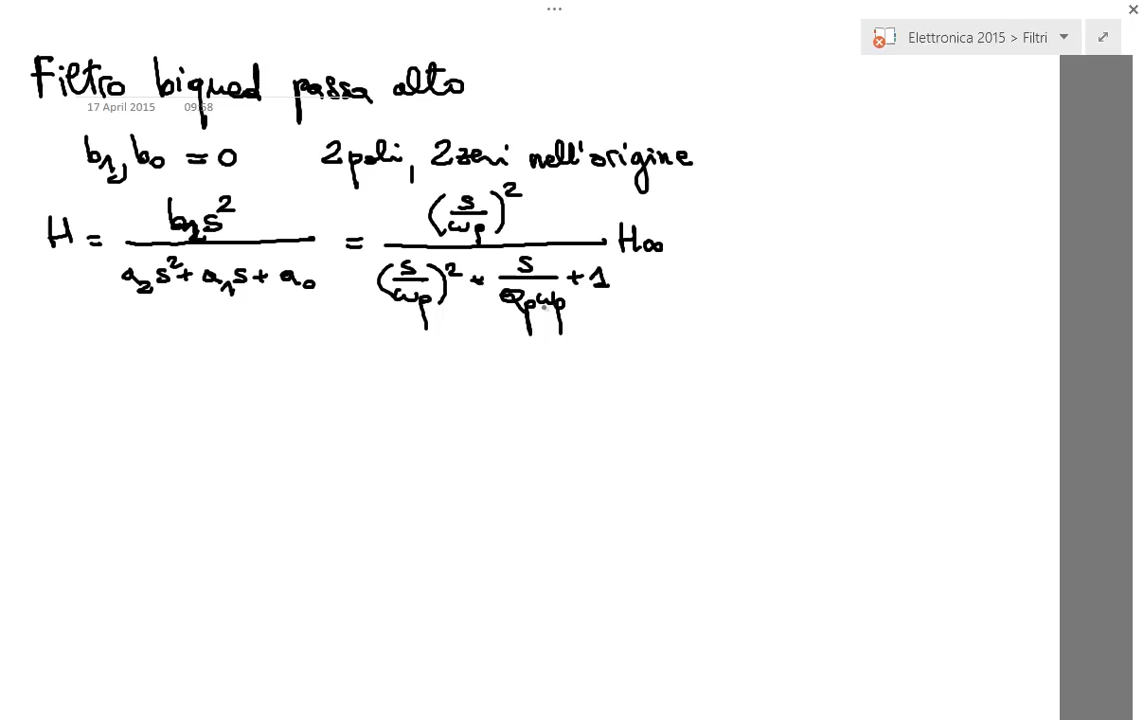 Elettronica 2015 > Filtri
Filtro biquad passa alto
17 April 2015 09:58
b₁, b₀ = 0 2 poli, 2 zeri nell'origine
H = b₂s² / (a₂s² + a₁s + a₀) = (s/ωp)² / ((s/ωp)² + s/(Qpωp) + 1) H∞